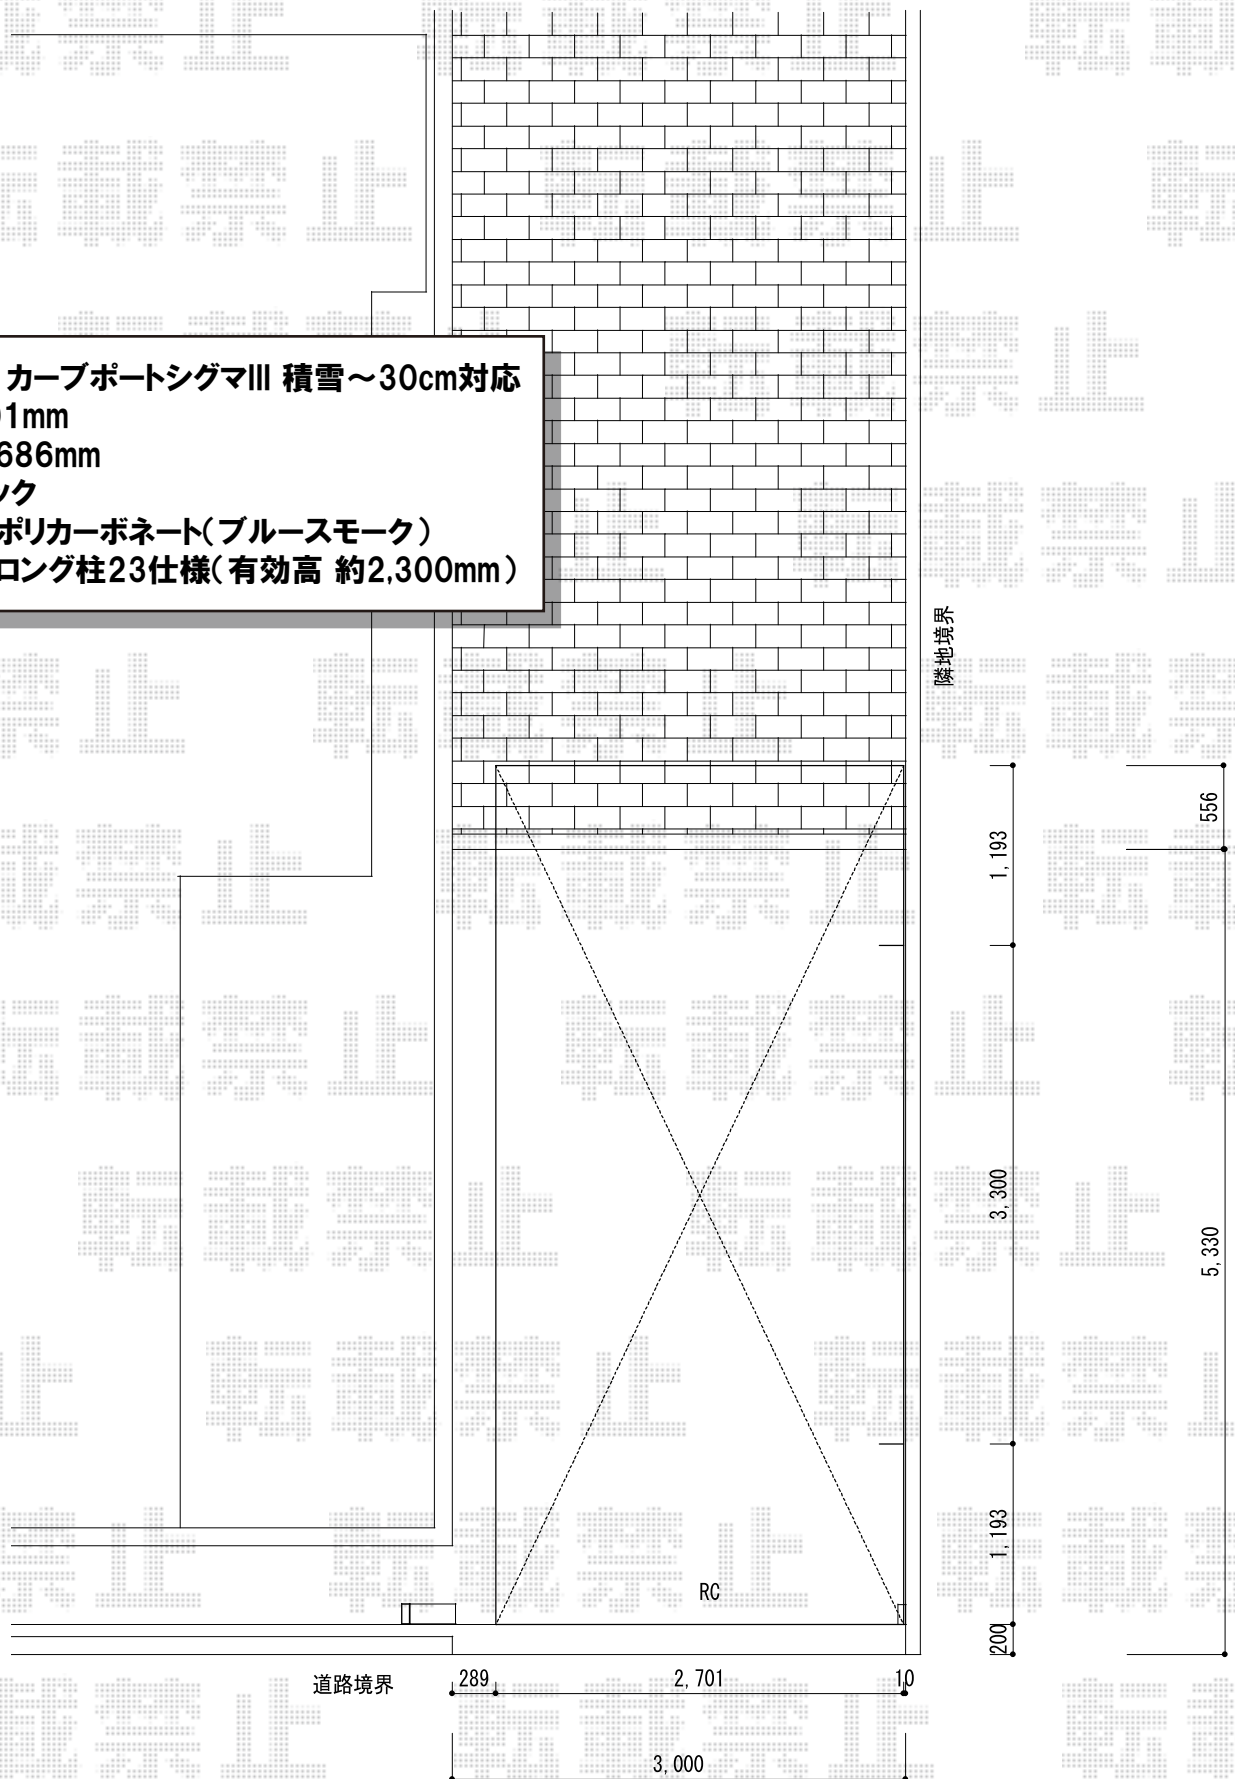 カーブポートシグマIII 積雪～30cm対応
1mm
686mm
ック
ポリカーボネート(ブルースモーク)
ロング柱23仕様(有効高 約2,300mm)
隣地境界
556
1,193
3,300
5,330
1,193
RC
200
道路境界
289
2,701
10
3,000
転載禁止